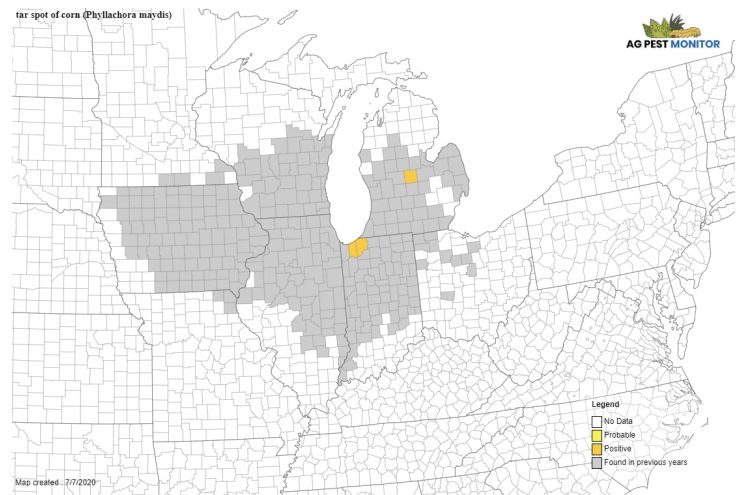 tar spot of corn (Phyllachora maydis)
AG PEST MONITOR
Legend
No Data
Probable
Positive
Found in previous years
Map created : 7/7/2020